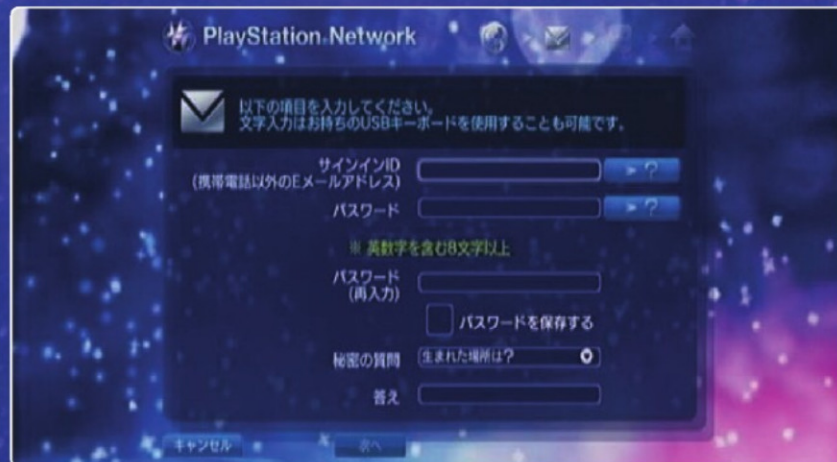 PlayStation®Network
以下の項目を入力してください。
文字入力はお持ちのUSBキーボードを使用することも可能です。
サインインID
(携帯電話以外のEメールアドレス)
?
パスワード
?
※ 英数字を含む8文字以上
パスワード
(再入力)
パスワードを保存する
秘密の質問
生まれた場所は?
答え
キャンセル
次へ